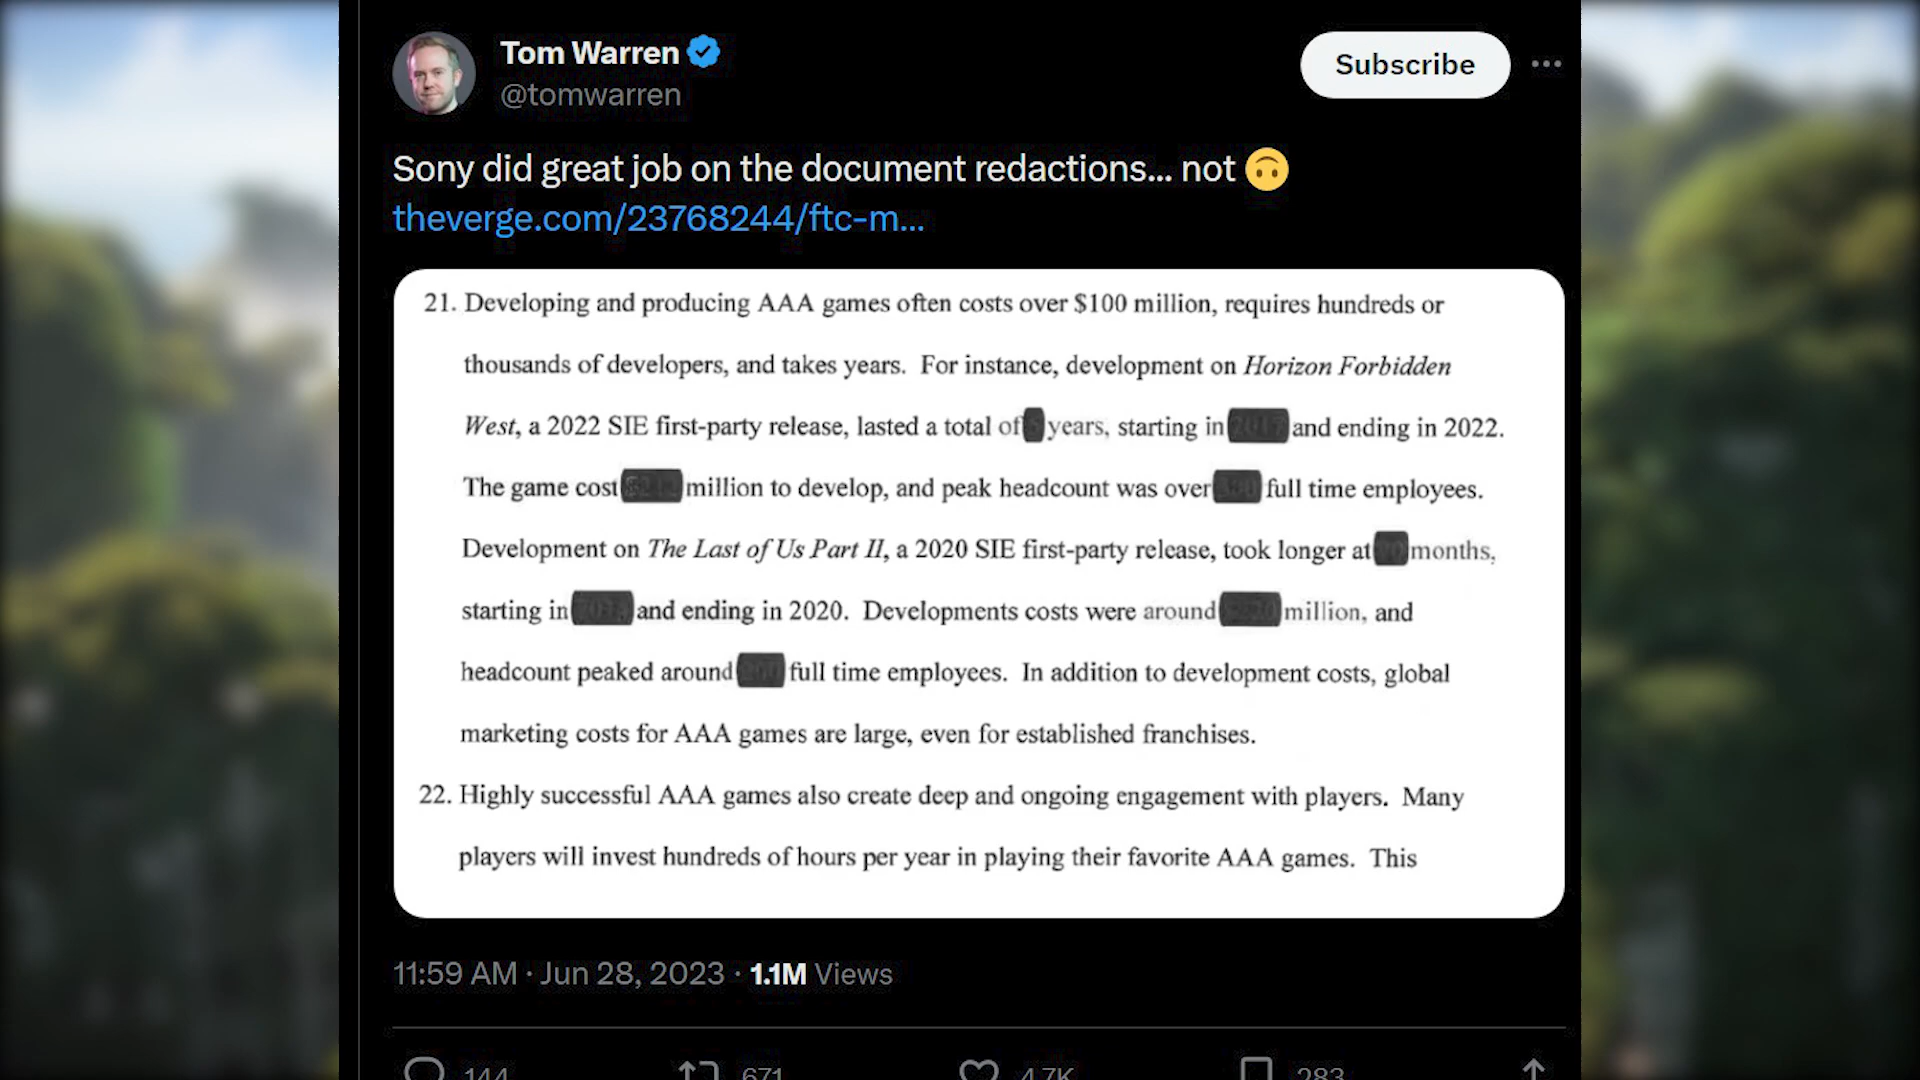 Tom Warren
@tomwarren
Subscribe
Sony did great job on the document redactions... not 🙃
theverge.com/23768244/ftc-m...
21. Developing and producing AAA games often costs over $100 million, requires hundreds or
thousands of developers, and takes years. For instance, development on Horizon Forbidden
West, a 2022 SIE first-party release, lasted a total of years, starting in and ending in 2022.
The game cost million to develop, and peak headcount was over full time employees.
Development on The Last of Us Part II, a 2020 SIE first-party release, took longer at months,
starting in and ending in 2020. Developments costs were around million, and
headcount peaked around full time employees. In addition to development costs, global
marketing costs for AAA games are large, even for established franchises.
22. Highly successful AAA games also create deep and ongoing engagement with players. Many
players will invest hundreds of hours per year in playing their favorite AAA games. This
11:59 AM · Jun 28, 2023 · 1.1M Views
144 671 4.7K 283